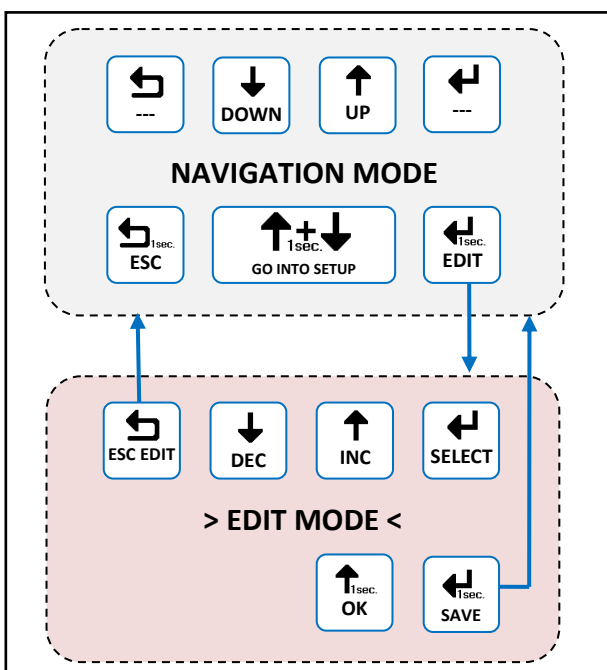 ---
DOWN
UP
---
NAVIGATION MODE
1sec.
ESC
+
1sec.
GO INTO SETUP
1sec.
EDIT
ESC EDIT
DEC
INC
SELECT
> EDIT MODE <
1sec.
OK
1sec.
SAVE